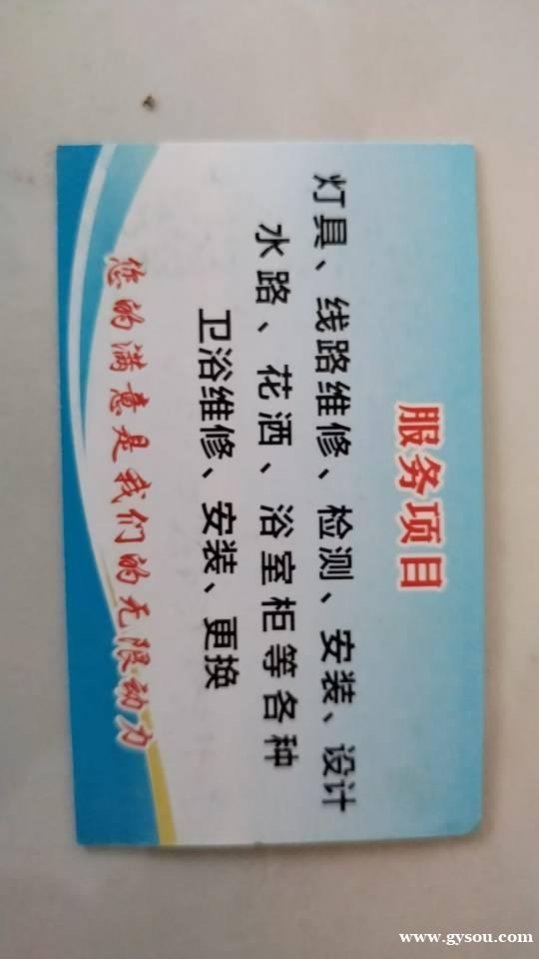 服务项目
灯具、线路维修、检测、安装、设计
水路、花洒、浴室柜等各种
卫浴维修、安装、更换
您的满意是我们的无限动力
www.gysou.com